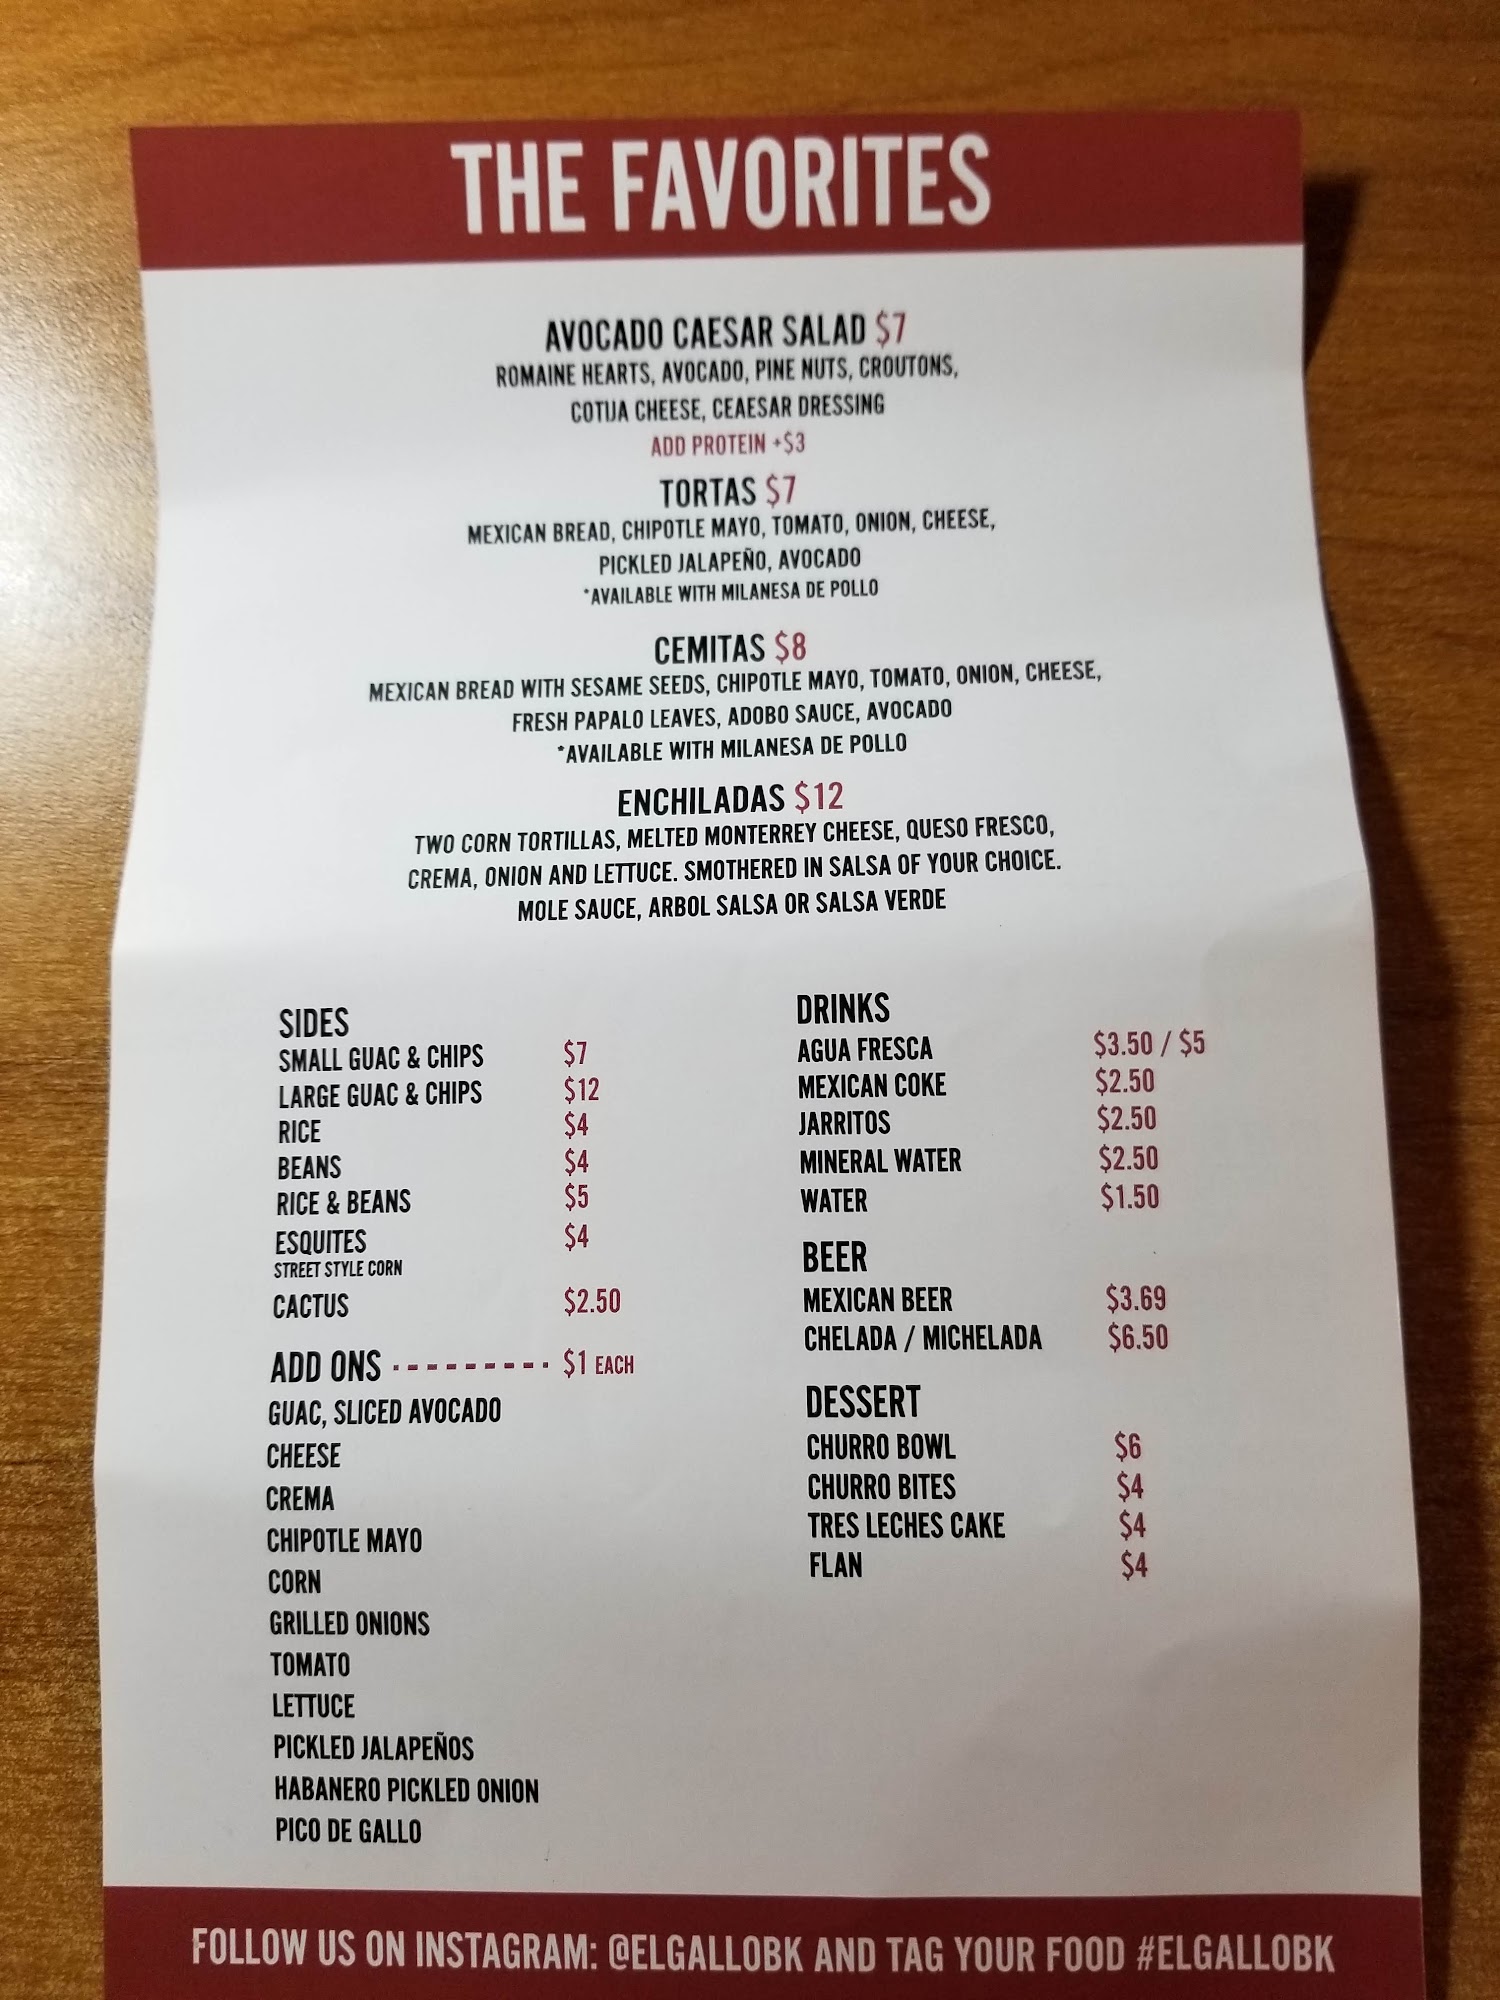 THE FAVORITES
AVOCADO CAESAR SALAD $7
ROMAINE HEARTS, AVOCADO, PINE NUTS, CROUTONS,
COTIJA CHEESE, CEAESAR DRESSING
ADD PROTEIN +$3
TORTAS $7
MEXICAN BREAD, CHIPOTLE MAYO, TOMATO, ONION, CHEESE,
PICKLED JALAPEÑO, AVOCADO
*AVAILABLE WITH MILANESA DE POLLO
CEMITAS $8
MEXICAN BREAD WITH SESAME SEEDS, CHIPOTLE MAYO, TOMATO, ONION, CHEESE,
FRESH PAPALO LEAVES, ADOBO SAUCE, AVOCADO
*AVAILABLE WITH MILANESA DE POLLO
ENCHILADAS $12
TWO CORN TORTILLAS, MELTED MONTERREY CHEESE, QUESO FRESCO,
CREMA, ONION AND LETTUCE. SMOTHERED IN SALSA OF YOUR CHOICE.
MOLE SAUCE, ARBOL SALSA OR SALSA VERDE
SIDES
SMALL GUAC & CHIPS $7
LARGE GUAC & CHIPS $12
RICE $4
BEANS $4
RICE & BEANS $5
ESQUITES $4
STREET STYLE CORN
CACTUS $2.50
ADD ONS - - - - - - - - - $1 EACH
GUAC, SLICED AVOCADO
CHEESE
CREMA
CHIPOTLE MAYO
CORN
GRILLED ONIONS
TOMATO
LETTUCE
PICKLED JALAPEÑOS
HABANERO PICKLED ONION
PICO DE GALLO
DRINKS
AGUA FRESCA $3.50 / $5
MEXICAN COKE $2.50
JARRITOS $2.50
MINERAL WATER $2.50
WATER $1.50
BEER
MEXICAN BEER $3.69
CHELADA / MICHELADA $6.50
DESSERT
CHURRO BOWL $6
CHURRO BITES $4
TRES LECHES CAKE $4
FLAN $4
FOLLOW US ON INSTAGRAM: @ELGALLOBK AND TAG YOUR FOOD #ELGALLOBK